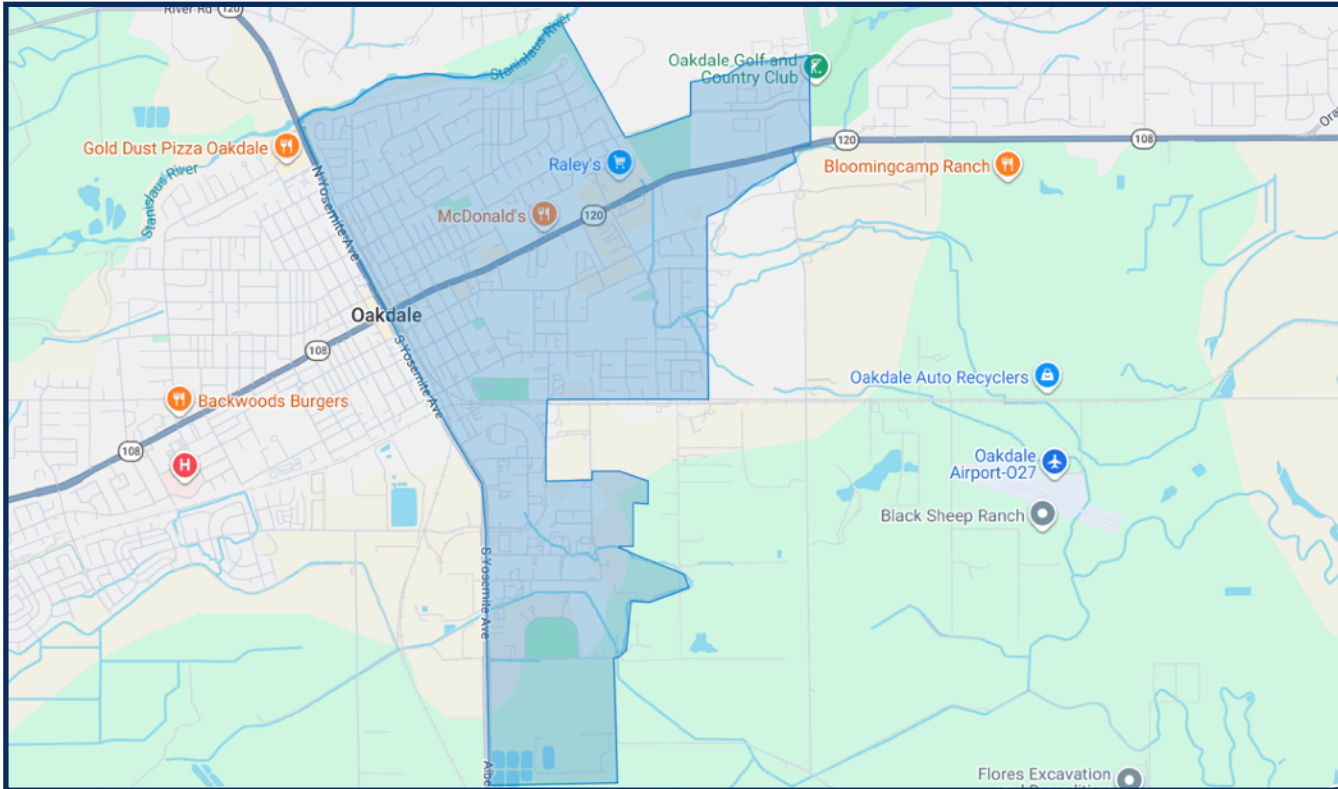 River Rd
120
Stanislaus River
Oakdale Golf and
Country Club
Gold Dust Pizza Oakdale
Stanislaus River
N Yosemite Ave
Raley's
120
108
Bloomingcamp Ranch
McDonald's
120
Oakdale
108
S Yosemite Ave
Backwoods Burgers
Oakdale Auto Recyclers
108
H
Oakdale
Airport-O27
Black Sheep Ranch
S Yosemite Ave
Flores Excavation